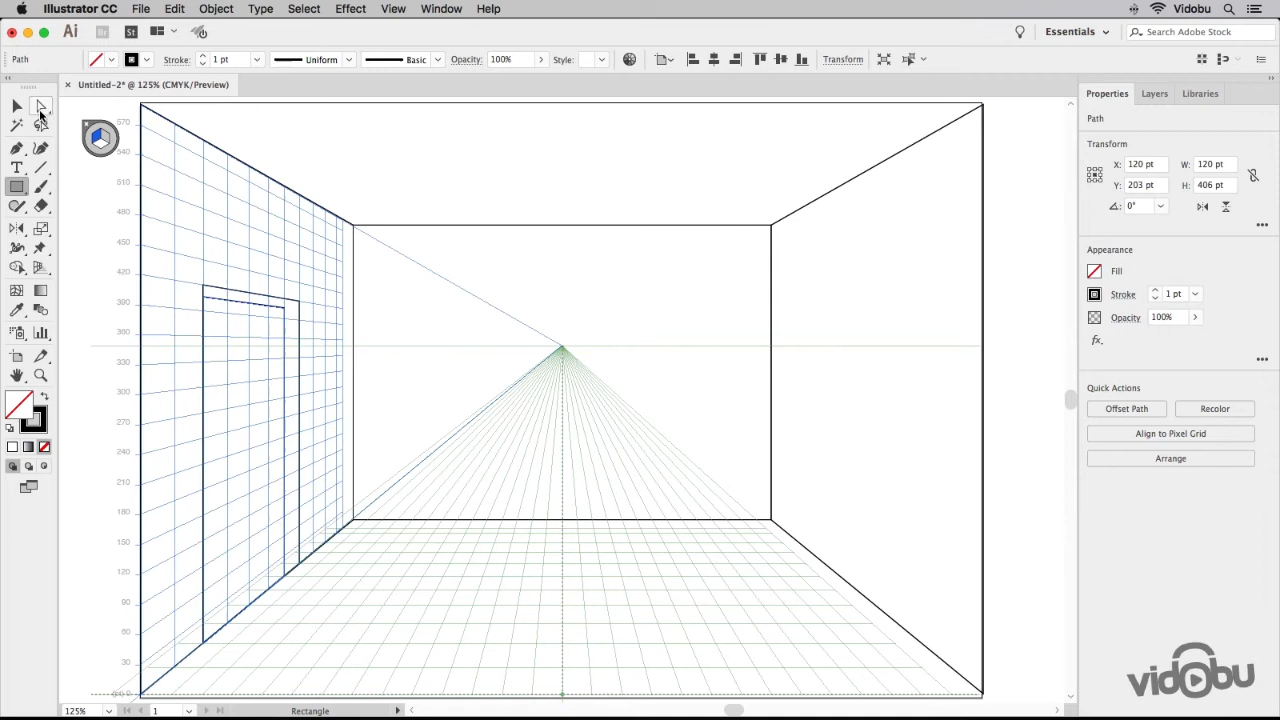 Illustrator CC File Edit Object Type Select Effect View Window Help Vidobu
Ai Br St Essentials Search Adobe Stock
Path Stroke: 1 pt Uniform Basic Opacity: 100% Style: Transform
× Untitled-2* @ 125% (CMYK/Preview)
Properties Layers Libraries
Path
Transform
X: 120 pt W: 120 pt
Y: 203 pt H: 406 pt
0°
Appearance
Fill
Stroke 1 pt
Opacity 100%
fx.
Quick Actions
Offset Path Recolor
Align to Pixel Grid
Arrange
570
540
510
480
450
420
390
360
330
300
270
240
210
180
150
120
90
60
30
0
vidobu
125% 1 Rectangle